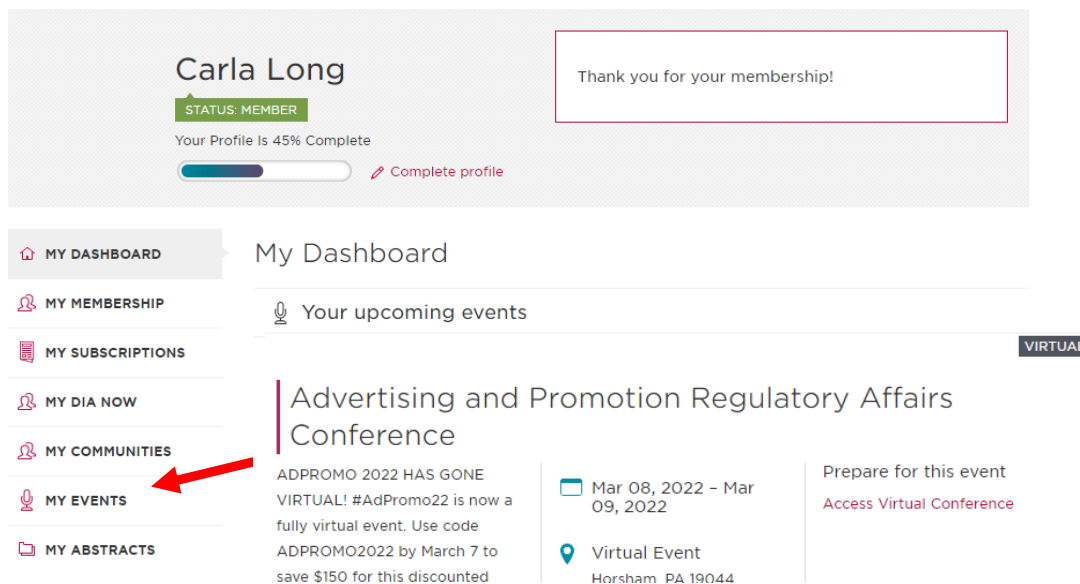 Carla Long
STATUS: MEMBER
Your Profile Is 45% Complete
Complete profile
Thank you for your membership!
MY DASHBOARD
MY MEMBERSHIP
MY SUBSCRIPTIONS
MY DIA NOW
MY COMMUNITIES
MY EVENTS
MY ABSTRACTS
My Dashboard
Your upcoming events
VIRTUAL
Advertising and Promotion Regulatory Affairs
Conference
ADPROMO 2022 HAS GONE
VIRTUAL! #AdPromo22 is now a
fully virtual event. Use code
ADPROMO2022 by March 7 to
save $150 for this discounted
Mar 08, 2022 – Mar
09, 2022
Virtual Event
Horsham, PA 19044
Prepare for this event
Access Virtual Conference